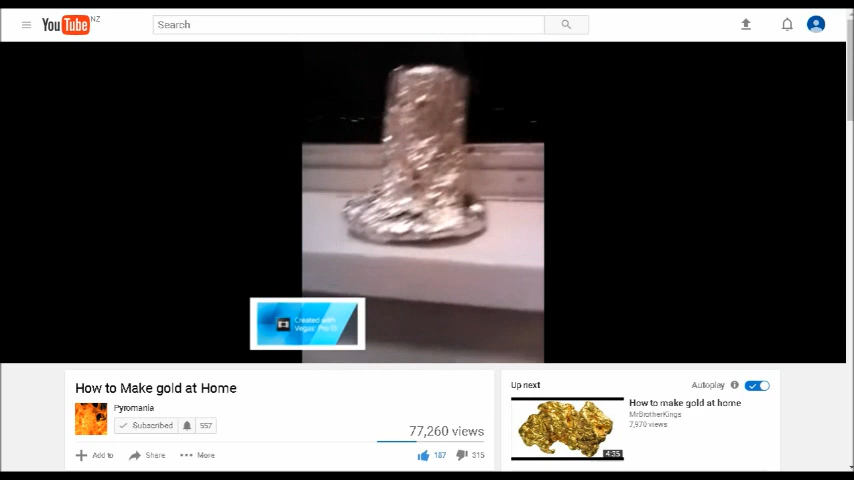 YouTube NZ
Search
Created with
Vegas Pro 13
How to Make gold at Home
Pyromania
Subscribed 557
77,260 views
Add to Share More
187 315
Up next
Autoplay
How to make gold at home
MrBrotherKings
7,970 views
4:35